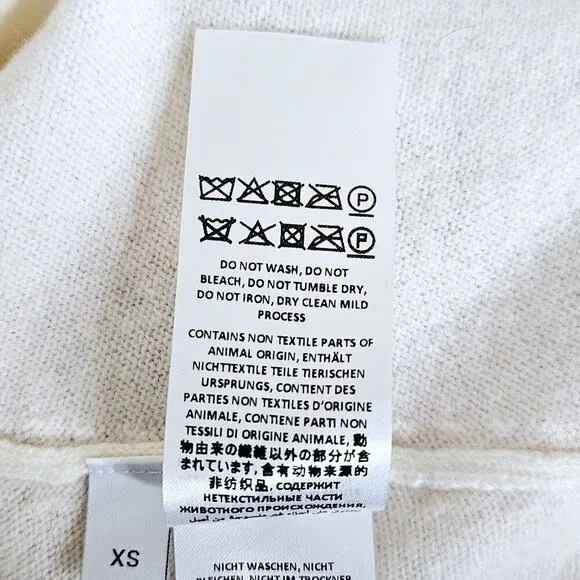 P
P
DO NOT WASH, DO NOT
BLEACH, DO NOT TUMBLE DRY,
DO NOT IRON, DRY CLEAN MILD
PROCESS
CONTAINS NON TEXTILE PARTS OF
ANIMAL ORIGIN, ENTHÄLT
NICHTTEXTILE TEILE TIERISCHEN
URSPRUNGS, CONTIENT DES
PARTIES NON TEXTILES D'ORIGINE
ANIMALE, CONTIENE PARTI NON
TESSILI DI ORIGINE ANIMALE, 動
物由来の繊維以外の部分が含
まれています, 含有动物来源的
非纺织品, СОДЕРЖИТ
НЕТЕКСТИЛЬНЫЕ ЧАСТИ
ЖИВОТНОГО ПРОИСХОЖДЕНИЯ,
XS
NICHT WASCHEN, NICHT
BLEICHEN, NICHT IM TROCKNER